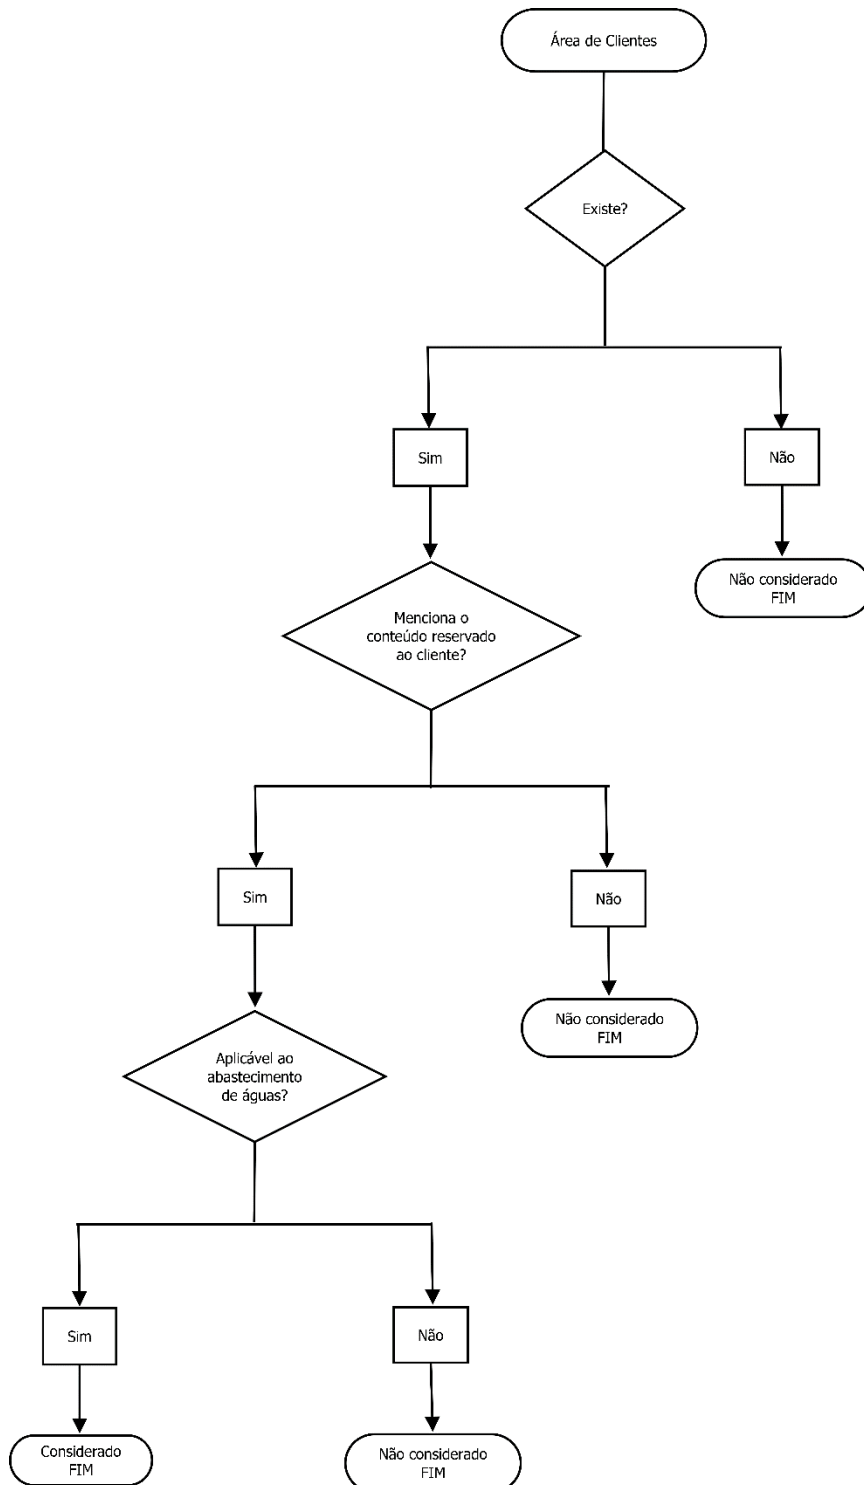 Área de Clientes
Existe?
Sim
Não
Não considerado
FIM
Menciona o
conteúdo reservado
ao cliente?
Sim
Não
Não considerado
FIM
Aplicável ao
abastecimento
de águas?
Sim
Não
Considerado
FIM
Não considerado
FIM